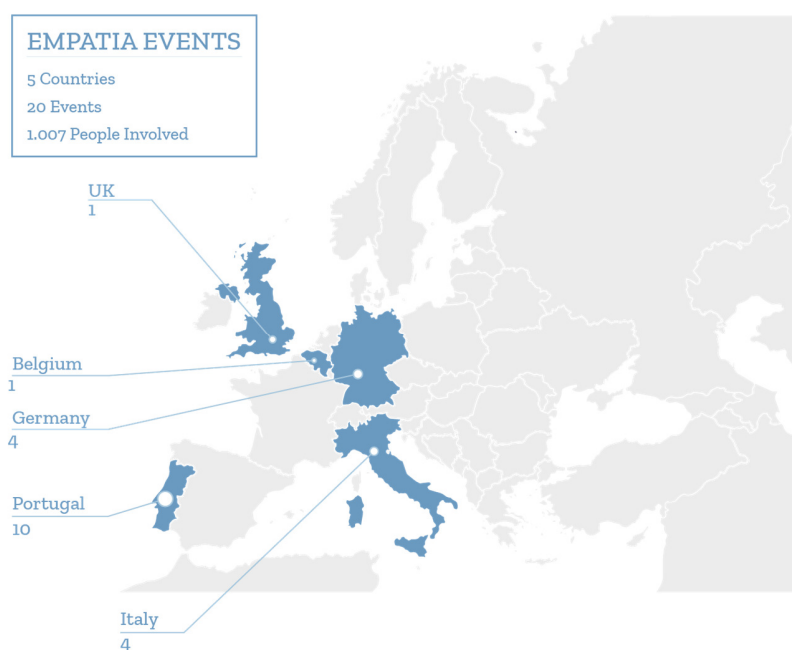 EMPATIA EVENTS
5 Countries
20 Events
1.007 People Involved
UK
1
Belgium
1
Germany
4
Portugal
10
Italy
4